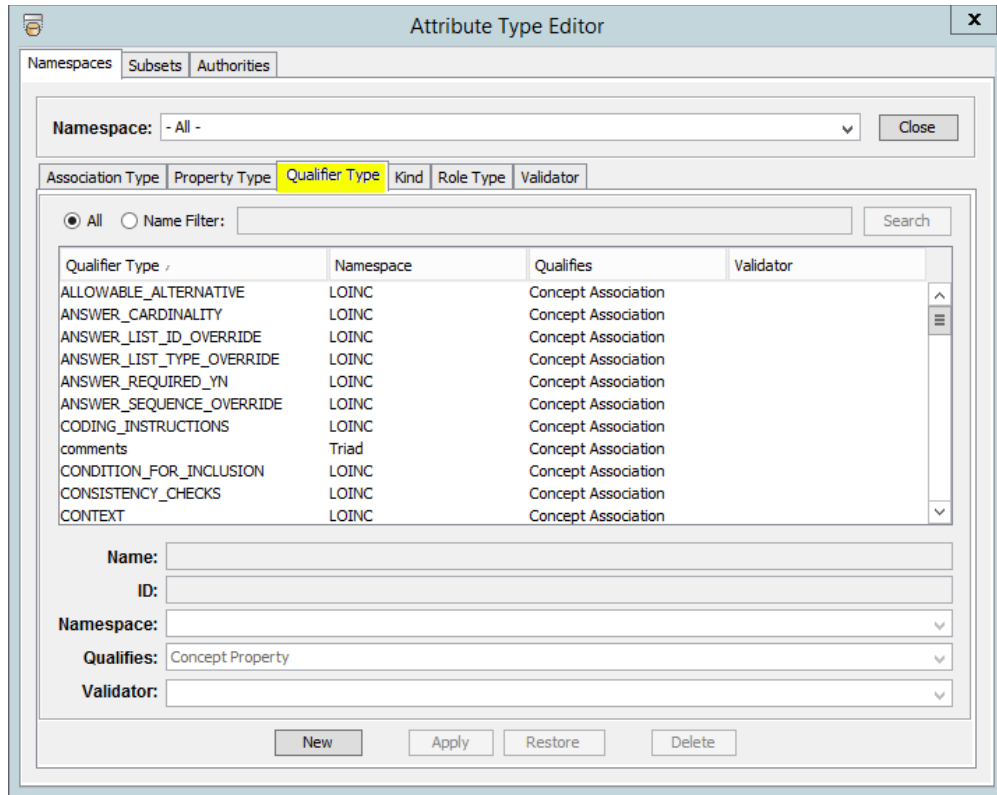 Attribute Type Editor
x
Namespaces Subsets Authorities
Namespace: - All - Close
Association Type Property Type Qualifier Type Kind Role Type Validator
All Name Filter: Search
Qualifier Type Namespace Qualifies Validator
ALLOWABLE_ALTERNATIVE LOINC Concept Association
ANSWER_CARDINALITY LOINC Concept Association
ANSWER_LIST_ID_OVERRIDE LOINC Concept Association
ANSWER_LIST_TYPE_OVERRIDE LOINC Concept Association
ANSWER_REQUIRED_YN LOINC Concept Association
ANSWER_SEQUENCE_OVERRIDE LOINC Concept Association
CODING_INSTRUCTIONS LOINC Concept Association
comments Triad Concept Association
CONDITION_FOR_INCLUSION LOINC Concept Association
CONSISTENCY_CHECKS LOINC Concept Association
CONTEXT LOINC Concept Association
Name:
ID:
Namespace:
Qualifies: Concept Property
Validator:
New Apply Restore Delete